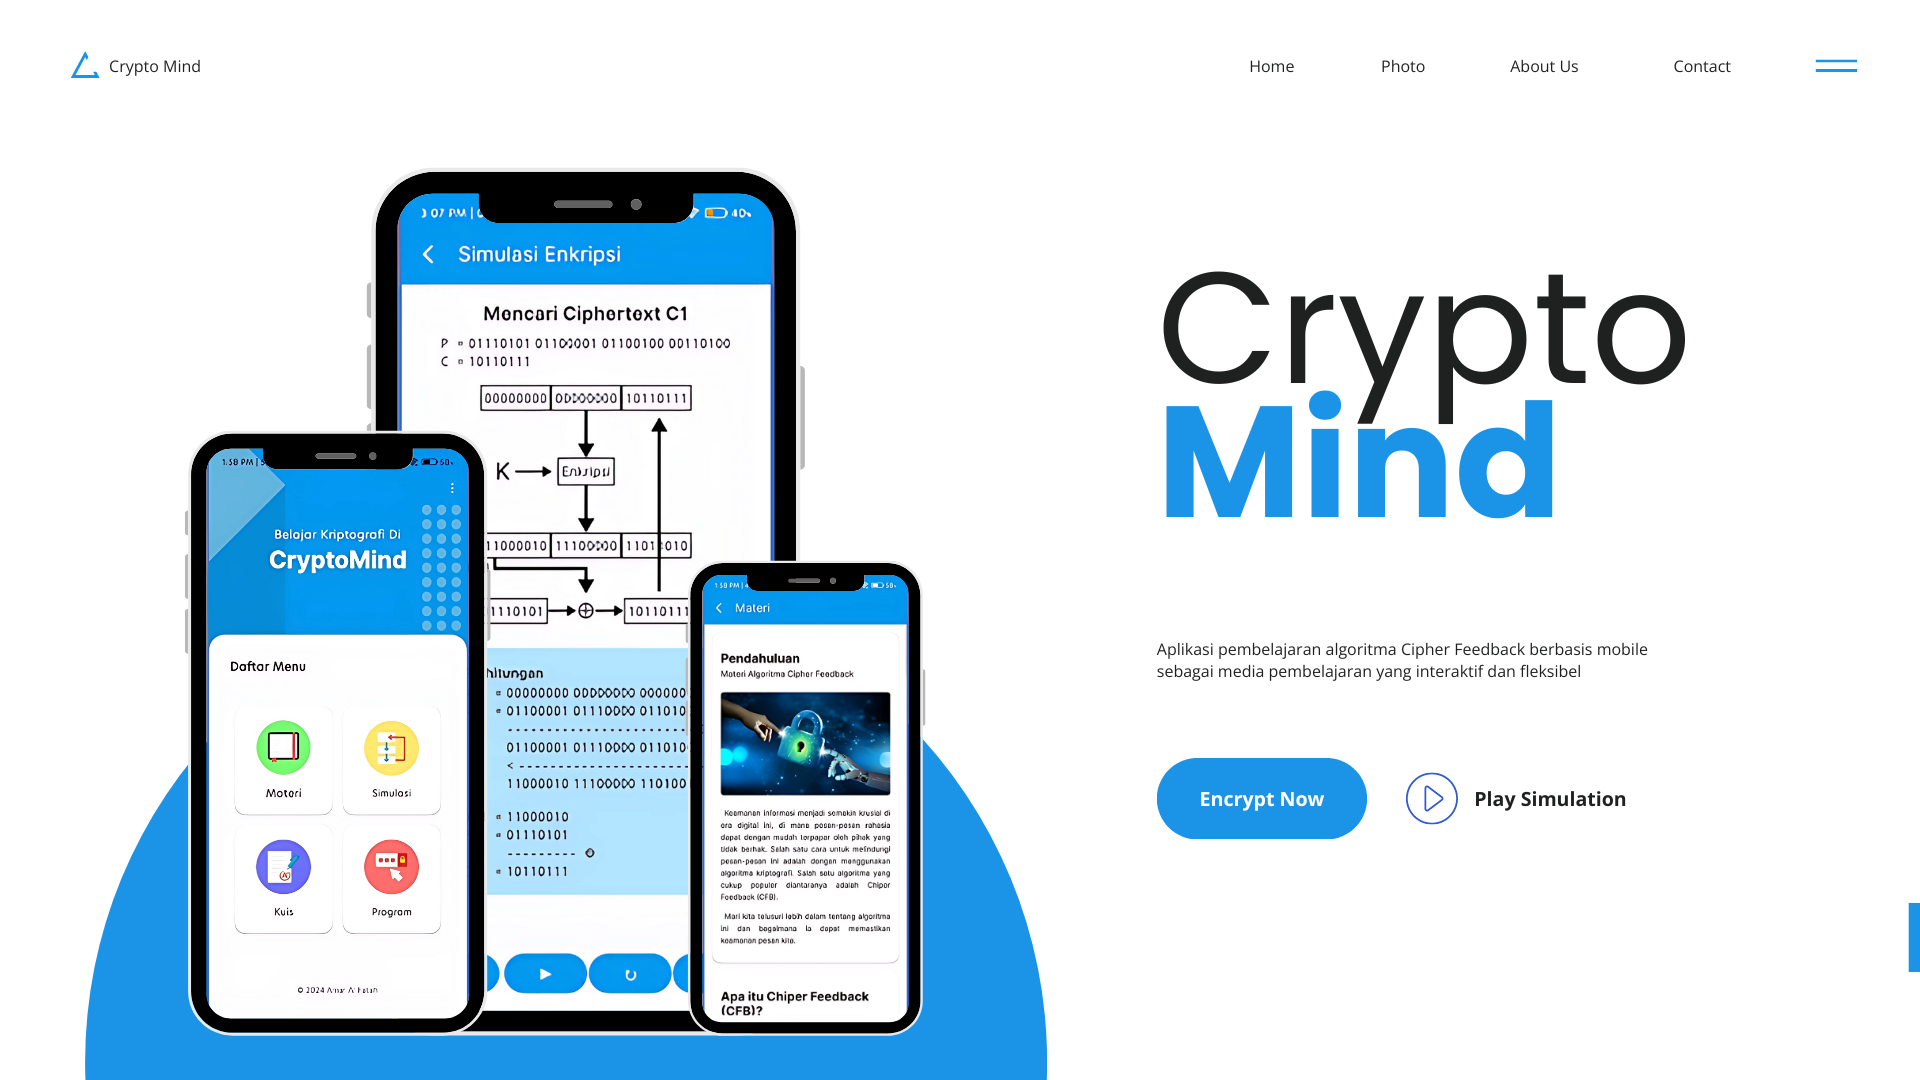 Crypto Mind
Home
Photo
About Us
Contact
Simulasi Enkripsi
Mencari Ciphertext C1
P = 01110101 01100001 01100100 00110100
C = 10110111
00000000 00000000 10110111
K
Enkripsi
11000010 11100000
1110101
10110111
hitungan
= 00000000 00000000 000000
= 01100001 01110000 011010
01100001 01110000 011010
<
11000010 11100000 110100
= 11000010
= 01110101
= 10110111
1:58 PM
Belajar Kriptografi Di
CryptoMind
Daftar Menu
Materi
Simulasi
Kuis
Program
© 2024
1:58 PM
Materi
Pendahuluan
Materi Algoritma Cipher Feedback
Keamanan informasi menjadi semakin krusial di
era digital ini, di mana pesan-pesan rahasia
dapat dengan mudah terpapar oleh pihak yang
tidak berhak. Salah satu cara untuk melindungi
pesan-pesan ini adalah dengan menggunakan
algoritma kriptografi. Salah satu algoritma yang
cukup populer diantaranya adalah Chiper
Feedback (CFB).
Mari kita telusuri lebih dalam tentang algoritma
ini dan bagaimana ia dapat memastikan
keamanan pesan kita.
Apa itu Chiper Feedback
(CFB)?
Crypto
Mind
Aplikasi pembelajaran algoritma Cipher Feedback berbasis mobile
sebagai media pembelajaran yang interaktif dan fleksibel
Encrypt Now
Play Simulation